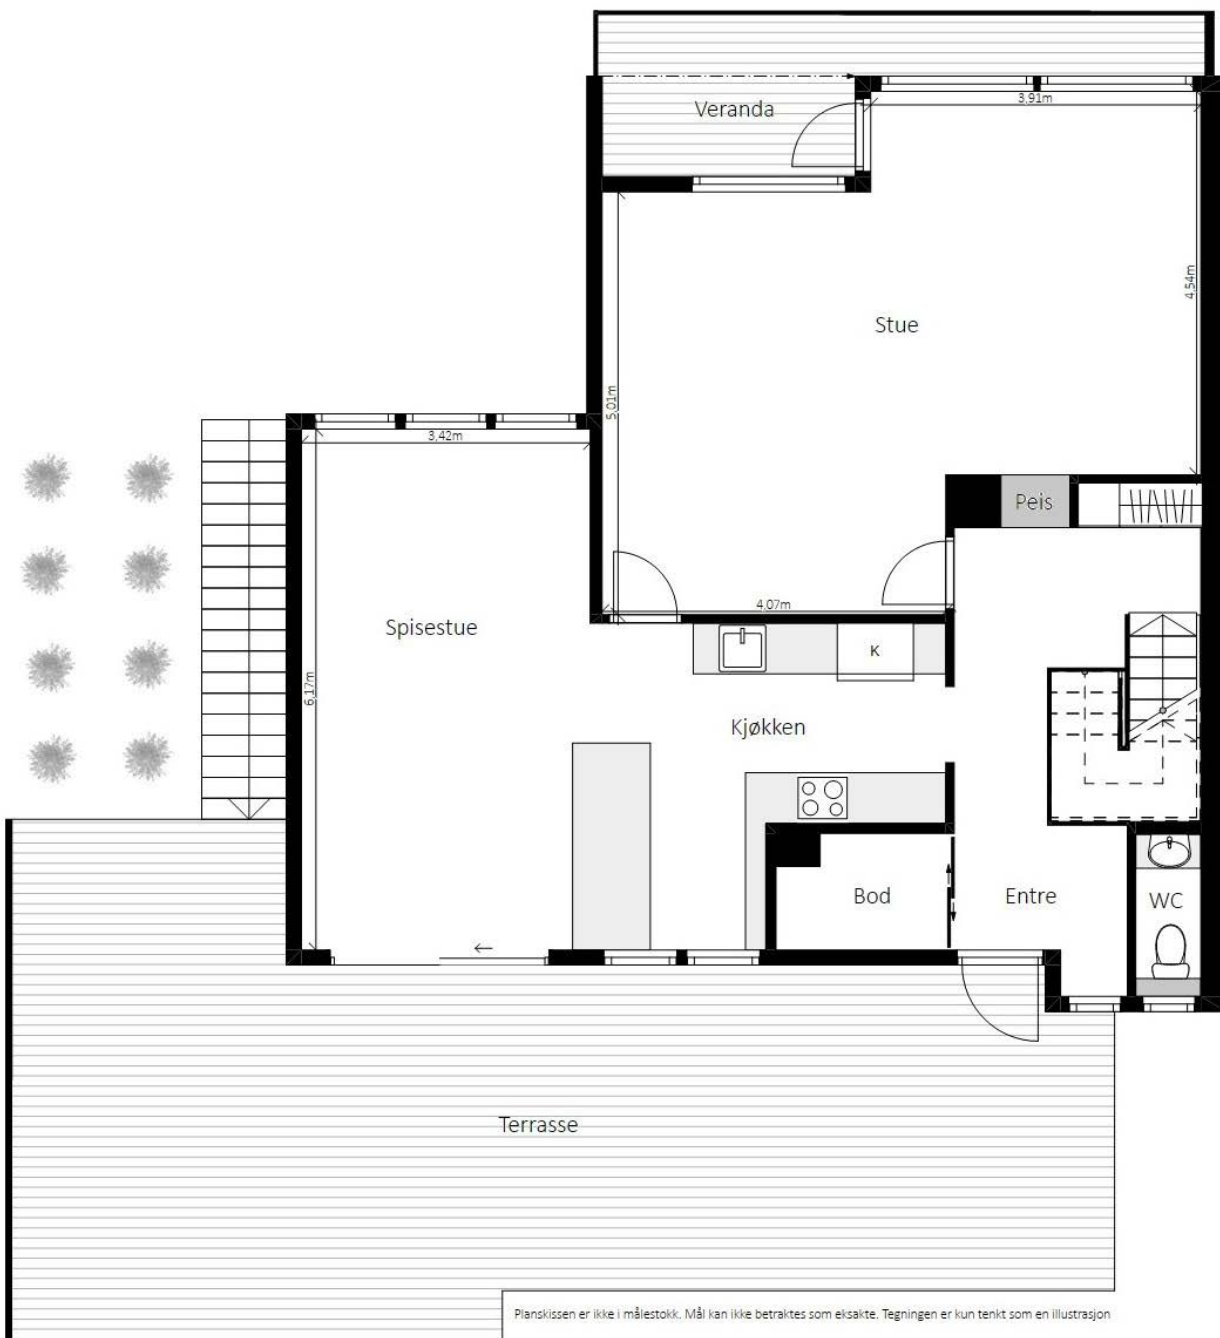 Veranda
3,91m
4,54m
Stue
5,01m
3,42m
Peis
4,07m
Spisestue
K
6,17m
Kjøkken
Bod
Entre
WC
Terrasse
Planskissen er ikke i målestokk. Mål kan ikke betraktes som eksakte. Tegningen er kun tenkt som en illustrasjon